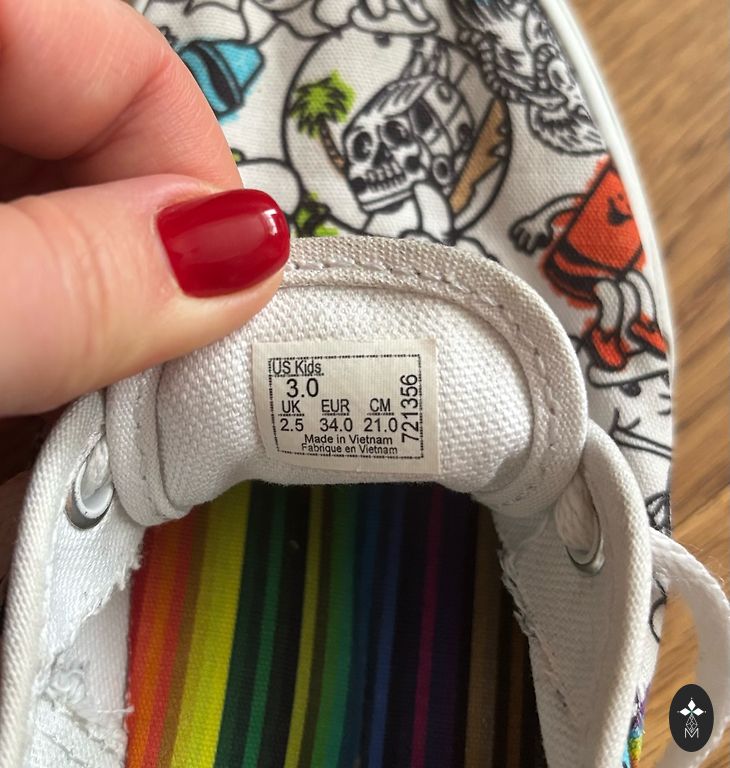 US Kids
3.0
UK EUR CM
2.5 34.0 21.0
Made in Vietnam
Fabrique en Vietnam
721356
M